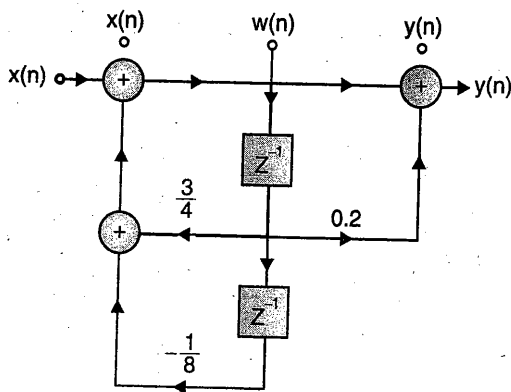 x(n) w(n) y(n)
x(n) + + y(n)
Z⁻¹
3/4
+ 0.2
Z⁻¹
-1/8